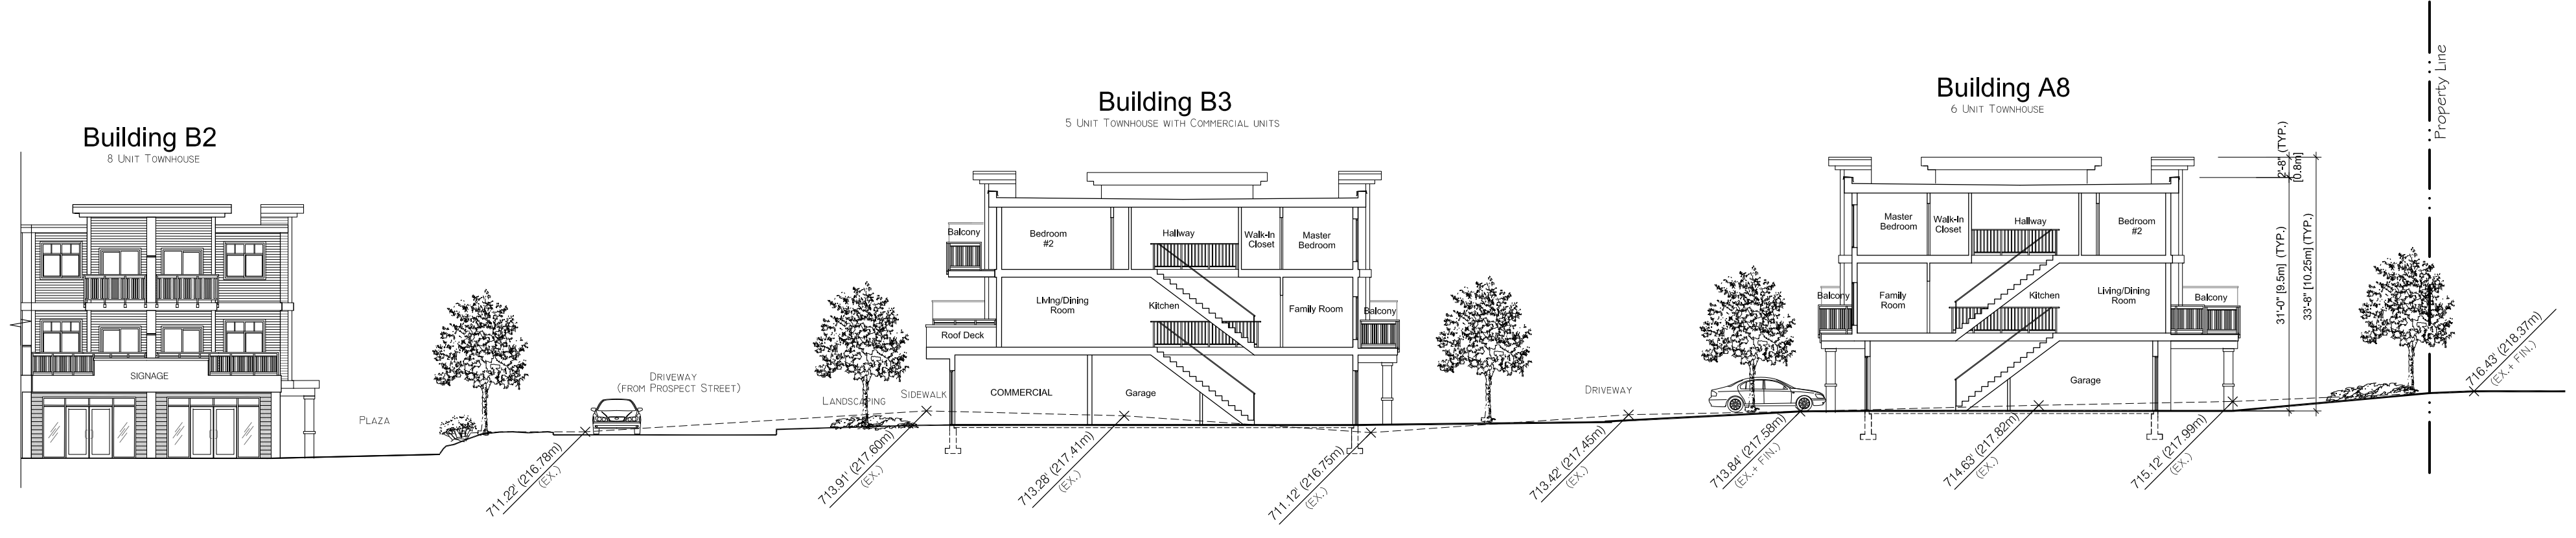 Building B2
8 Unit Townhouse
SIGNAGE
PLAZA
DRIVEWAY
(FROM PROSPECT STREET)
711.22' (216.78m)
(EX.)
LANDSCAPING
SIDEWALK
713.91' (217.60m)
(EX.)
Building B3
5 Unit Townhouse with Commercial units
Balcony
Bedroom
#2
Hallway
Walk-In
Closet
Master
Bedroom
Roof Deck
Living/Dining
Room
Kitchen
Family Room
Balcony
COMMERCIAL
Garage
713.28' (217.41m)
(EX.)
711.12' (216.75m)
(EX.)
DRIVEWAY
713.42' (217.45m)
(EX.)
713.84' (217.58m)
(EX.+ FIN.)
Building A8
6 Unit Townhouse
Master
Bedroom
Walk-In
Closet
Hallway
Bedroom
#2
Balcony
Family
Room
Kitchen
Living/Dining
Room
Balcony
Garage
714.63' (217.82m)
(EX.)
715.12' (217.99m)
(EX.)
2'-8" (TYP.)
[0.8m]
31'-0" [9.5m] (TYP.)
33'-8" [10.25m] (TYP.)
Property Line
716.43' (218.37m)
(EX.+ FIN.)